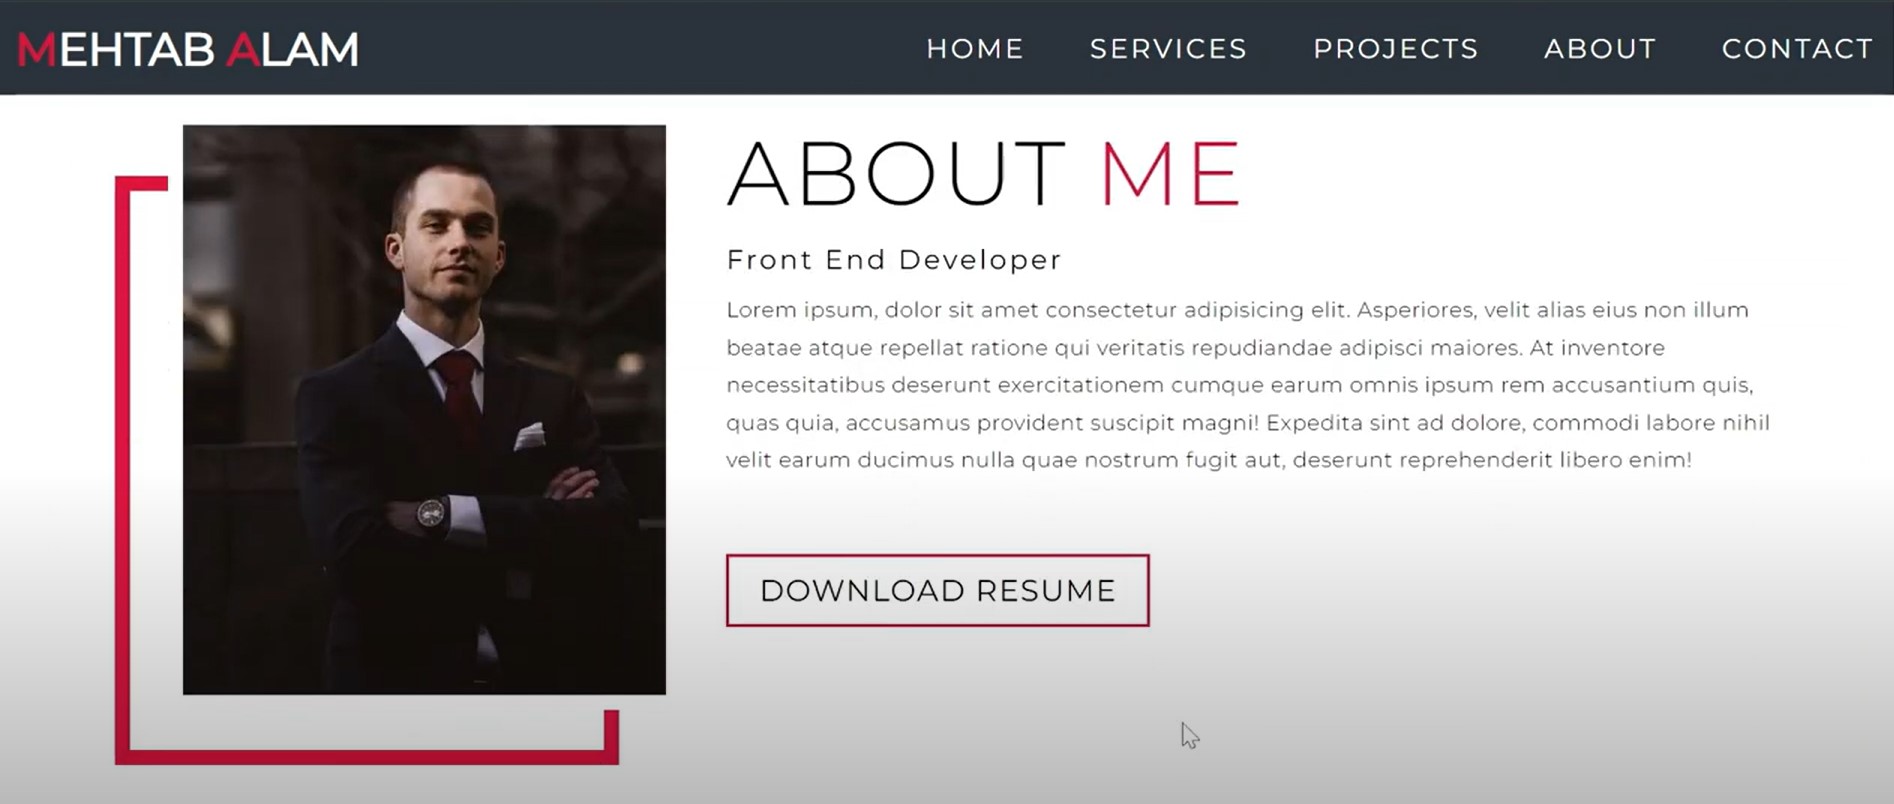 MEHTAB ALAM
HOME SERVICES PROJECTS ABOUT CONTACT
ABOUT ME
Front End Developer
Lorem ipsum, dolor sit amet consectetur adipisicing elit. Asperiores, velit alias eius non illum
beatae atque repellat ratione qui veritatis repudiandae adipisci maiores. At inventore
necessitatibus deserunt exercitationem cumque earum omnis ipsum rem accusantium quis,
quas quia, accusamus provident suscipit magni! Expedita sint ad dolore, commodi labore nihil
velit earum ducimus nulla quae nostrum fugit aut, deserunt reprehenderit libero enim!
DOWNLOAD RESUME